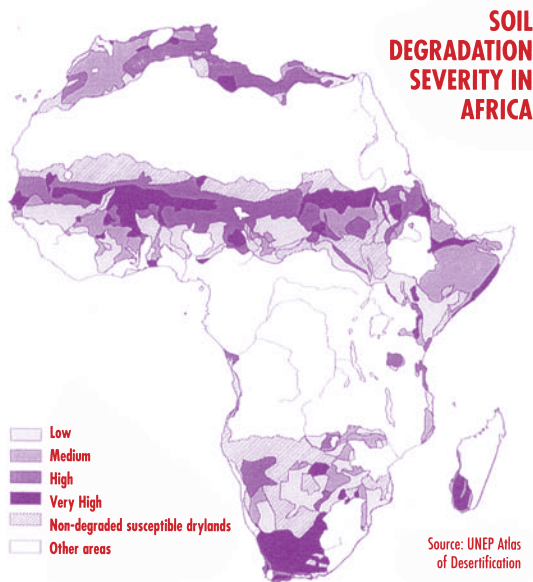 SOIL
DEGRADATION
SEVERITY IN
AFRICA
Low
Medium
High
Very High
Non-degraded susceptible drylands
Other areas
Source: UNEP Atlas
of Desertification